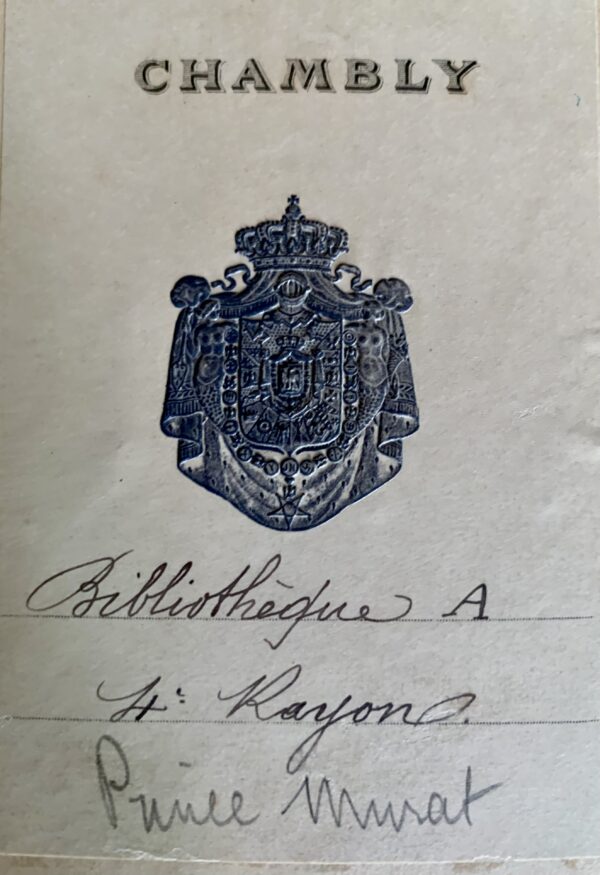 CHAMBLY
Bibliothèque A
4e Rayon.
Prince Murat